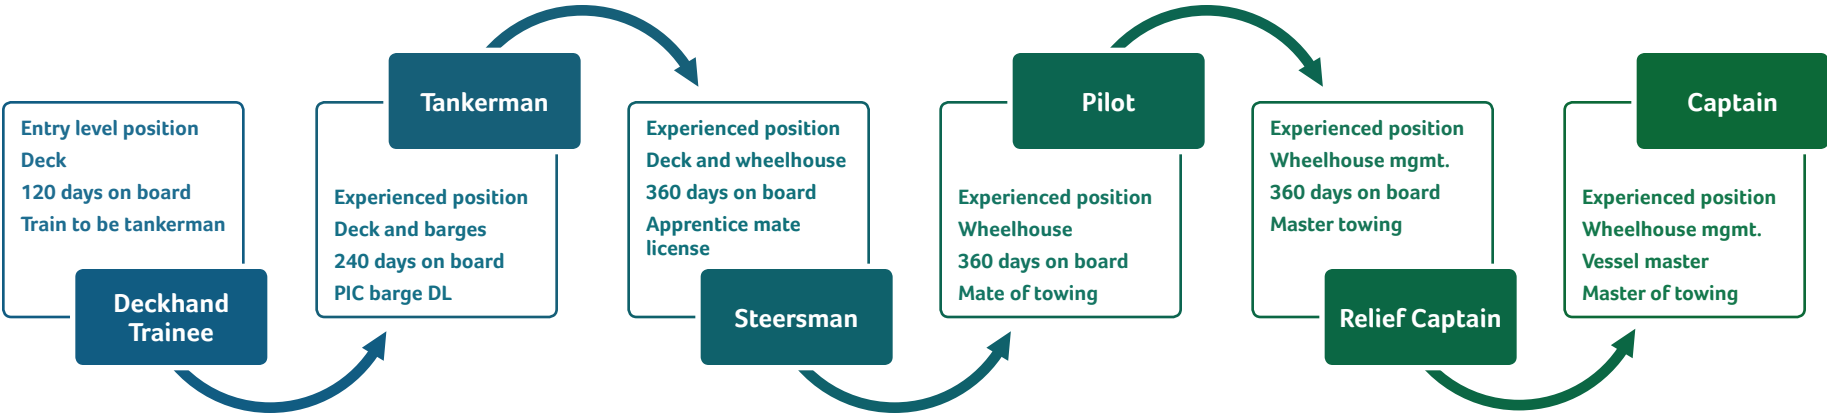 Entry level position
Deck
120 days on board
Train to be tankerman
Deckhand
Trainee
Tankerman
Experienced position
Deck and barges
240 days on board
PIC barge DL
Experienced position
Deck and wheelhouse
360 days on board
Apprentice mate
license
Steersman
Pilot
Experienced position
Wheelhouse
360 days on board
Mate of towing
Experienced position
Wheelhouse mgmt.
360 days on board
Master towing
Relief Captain
Captain
Experienced position
Wheelhouse mgmt.
Vessel master
Master of towing